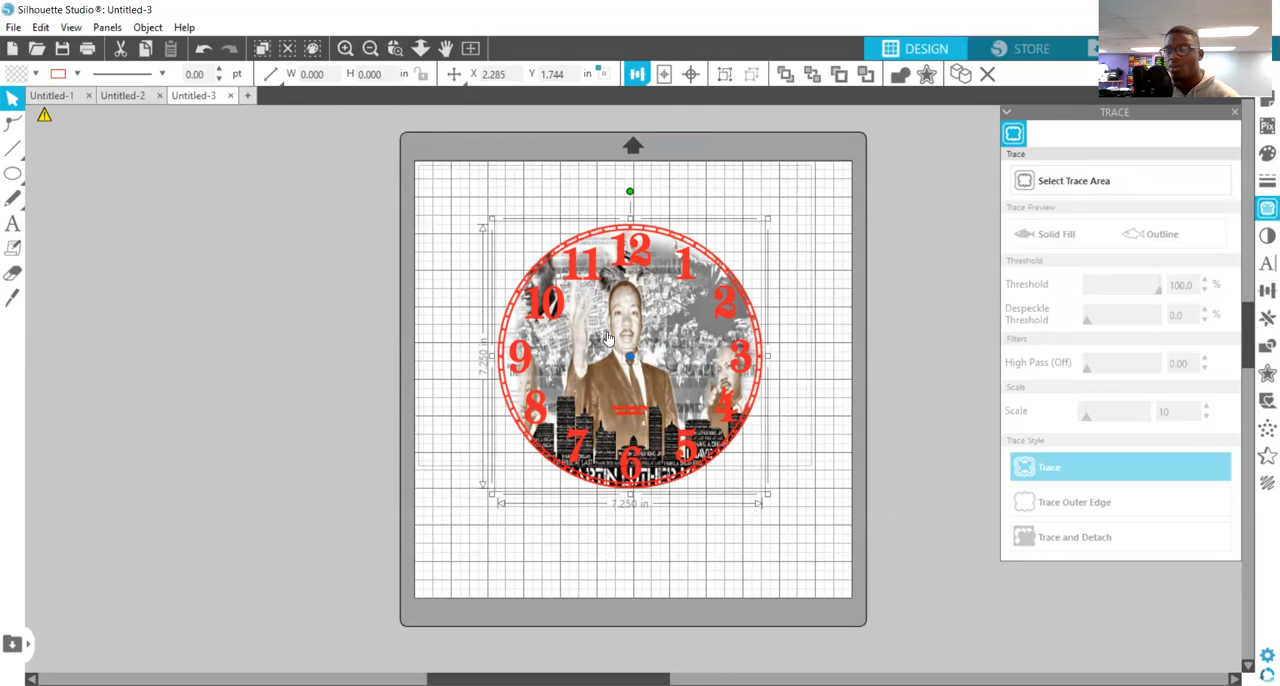 Silhouette Studio®: Untitled-3
File Edit View Panels Object Help
DESIGN STORE
0.00 pt W 0.000 H 0.000 in X 2.285 Y 1.744 in
Untitled-1 × Untitled-2 × Untitled-3 × +
TRACE
Trace
Select Trace Area
Trace Preview
Solid Fill Outline
Threshold
Threshold 100.0 %
Despeckle Threshold 0.0 %
Filters
High Pass (Off) 0.00
Scale
Scale 10
Trace Style
Trace
Trace Outer Edge
Trace and Detach
Pix
12
11 1
10 2
9 3
8 4
7 5
6
MARTIN LUTHER
7.250 in
7.250 in